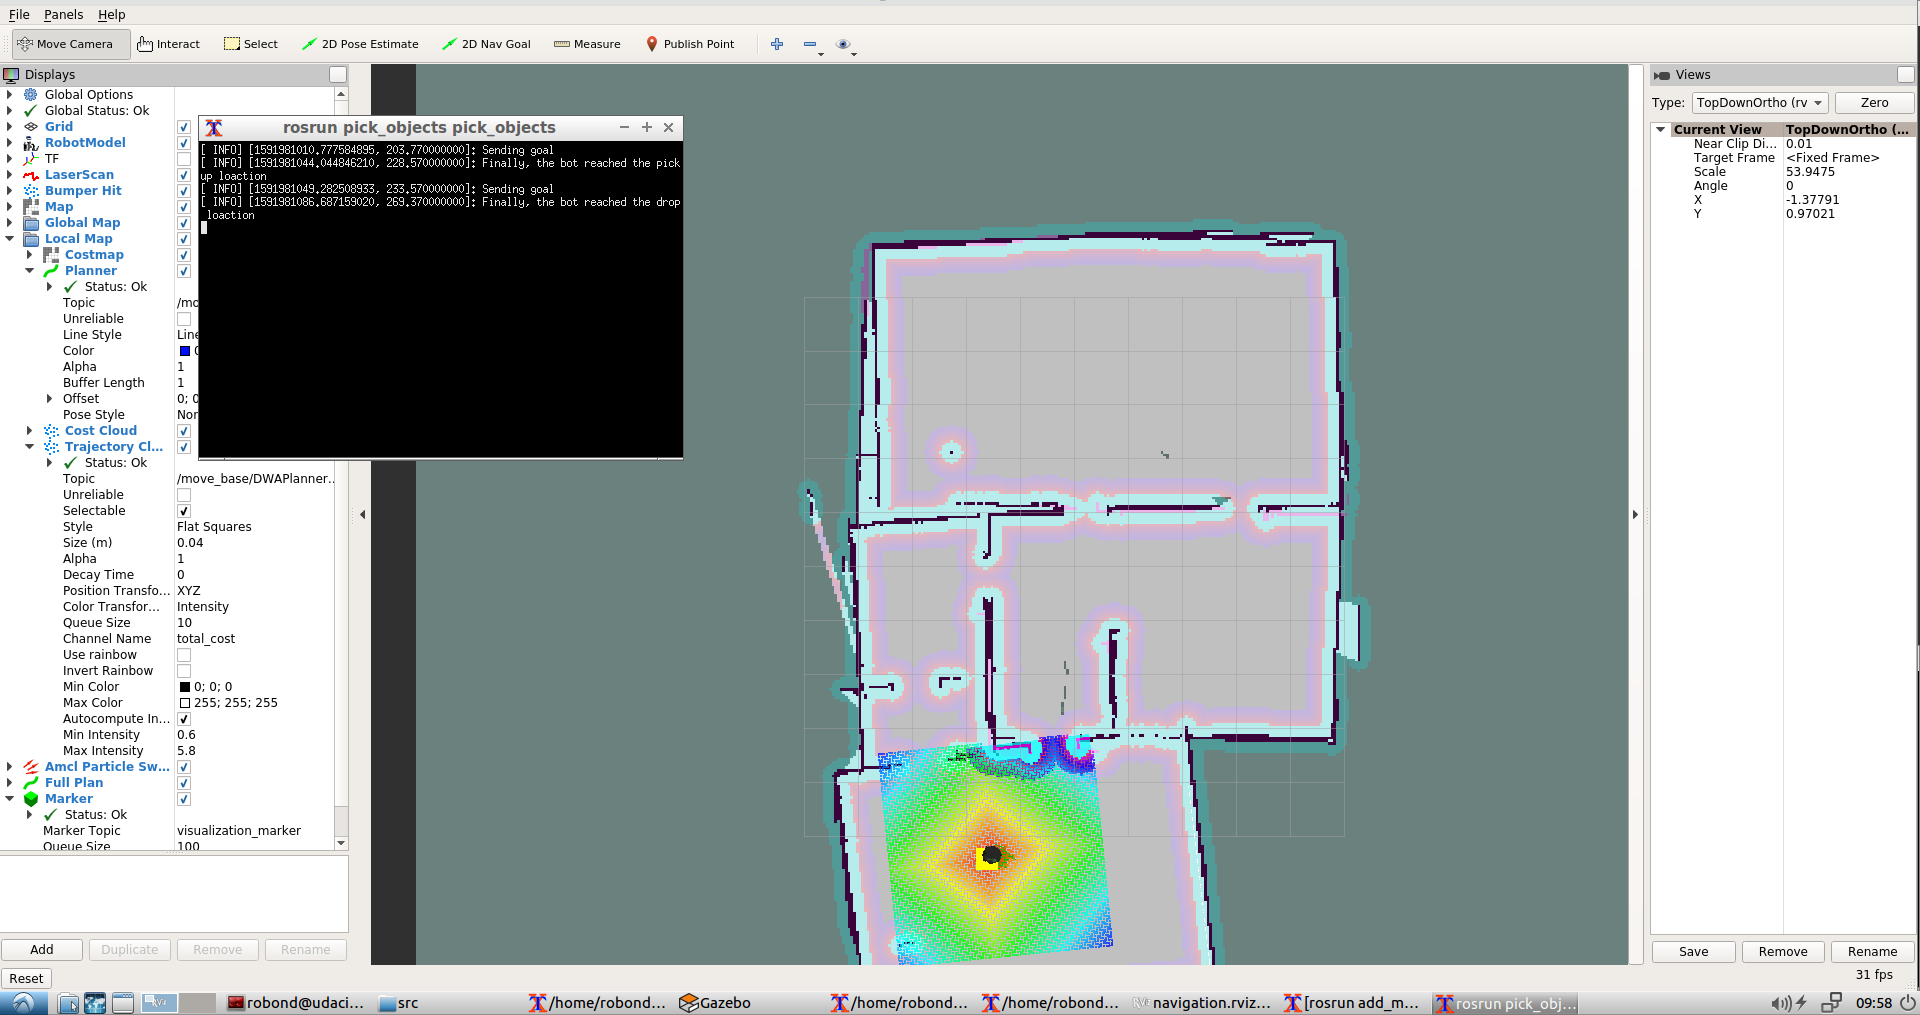 File Panels Help
Move Camera Interact Select 2D Pose Estimate 2D Nav Goal Measure Publish Point
Displays
Global Options
Global Status: Ok
Grid
RobotModel
TF
LaserScan
Bumper Hit
Map
Global Map
Local Map
Costmap
Planner
Status: Ok
Topic /mo
Unreliable
Line Style Line
Color 0
Alpha 1
Buffer Length 1
Offset 0; 0
Pose Style Nor
Cost Cloud
Trajectory Cl...
Status: Ok
Topic /move_base/DWAPlanner...
Unreliable
Selectable
Style Flat Squares
Size (m) 0.04
Alpha 1
Decay Time 0
Position Transfo... XYZ
Color Transfor... Intensity
Queue Size 10
Channel Name total_cost
Use rainbow
Invert Rainbow
Min Color 0; 0; 0
Max Color 255; 255; 255
Autocompute In...
Min Intensity 0.6
Max Intensity 5.8
Amcl Particle Sw...
Full Plan
Marker
Status: Ok
Marker Topic visualization_marker
Queue Size 100
Add Duplicate Remove Rename
Reset
rosrun pick_objects pick_objects
[ INFO] [1591981010.777584895, 203.770000000]: Sending goal
[ INFO] [1591981044.044846210, 228.570000000]: Finally, the bot reached the pick
up loaction
[ INFO] [1591981049.282508933, 233.570000000]: Sending goal
[ INFO] [1591981086.687159020, 269.370000000]: Finally, the bot reached the drop
loaction
Views
Type: TopDownOrtho (rv Zero
Current View TopDownOrtho (...
Near Clip Di... 0.01
Target Frame <Fixed Frame>
Scale 53.9475
Angle 0
X -1.37791
Y 0.97021
Save Remove Rename
31 fps
robond@udaci... src /home/robond... Gazebo /home/robond... /home/robond... navigation.rviz... [rosrun add_m... rosrun pick_obj... 09:58